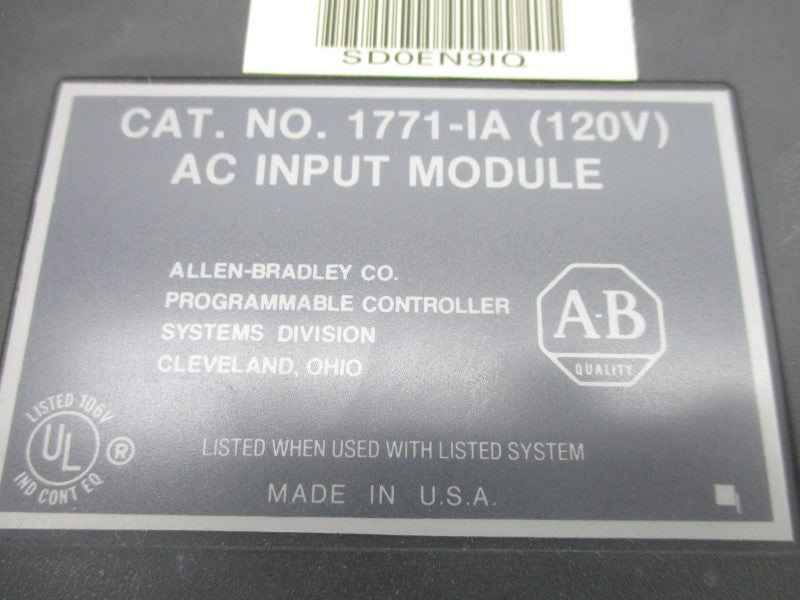 SD0EN9IQ
CAT. NO. 1771-IA (120V)
AC INPUT MODULE
ALLEN-BRADLEY CO.
PROGRAMMABLE CONTROLLER
SYSTEMS DIVISION
CLEVELAND, OHIO
A-B
QUALITY
LISTED 106V
UL ®
IND CONT EQ
LISTED WHEN USED WITH LISTED SYSTEM
MADE IN U.S.A.